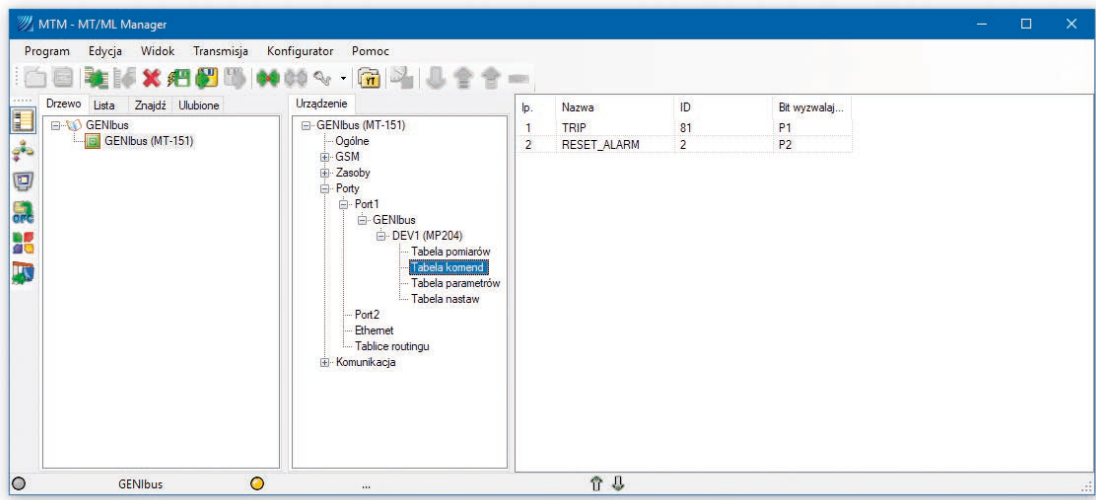 MTM - MT/ML Manager
Program Edycja Widok Transmisja Konfigurator Pomoc
Drzewo Lista Znajdź Ulubione
GENIbus
GENIbus (MT-151)
Urządzenie
GENIbus (MT-151)
Ogólne
GSM
Zasoby
Porty
Port1
GENIbus
DEV1 (MP204)
Tabela pomiarów
Tabela komend
Tabela parametrów
Tabela nastaw
Port2
Ethernet
Tablice routingu
Komunikacja
lp. Nazwa ID Bit wyzwalaj...
1 TRIP 81 P1
2 RESET_ALARM 2 P2
OPC
GENIbus ...